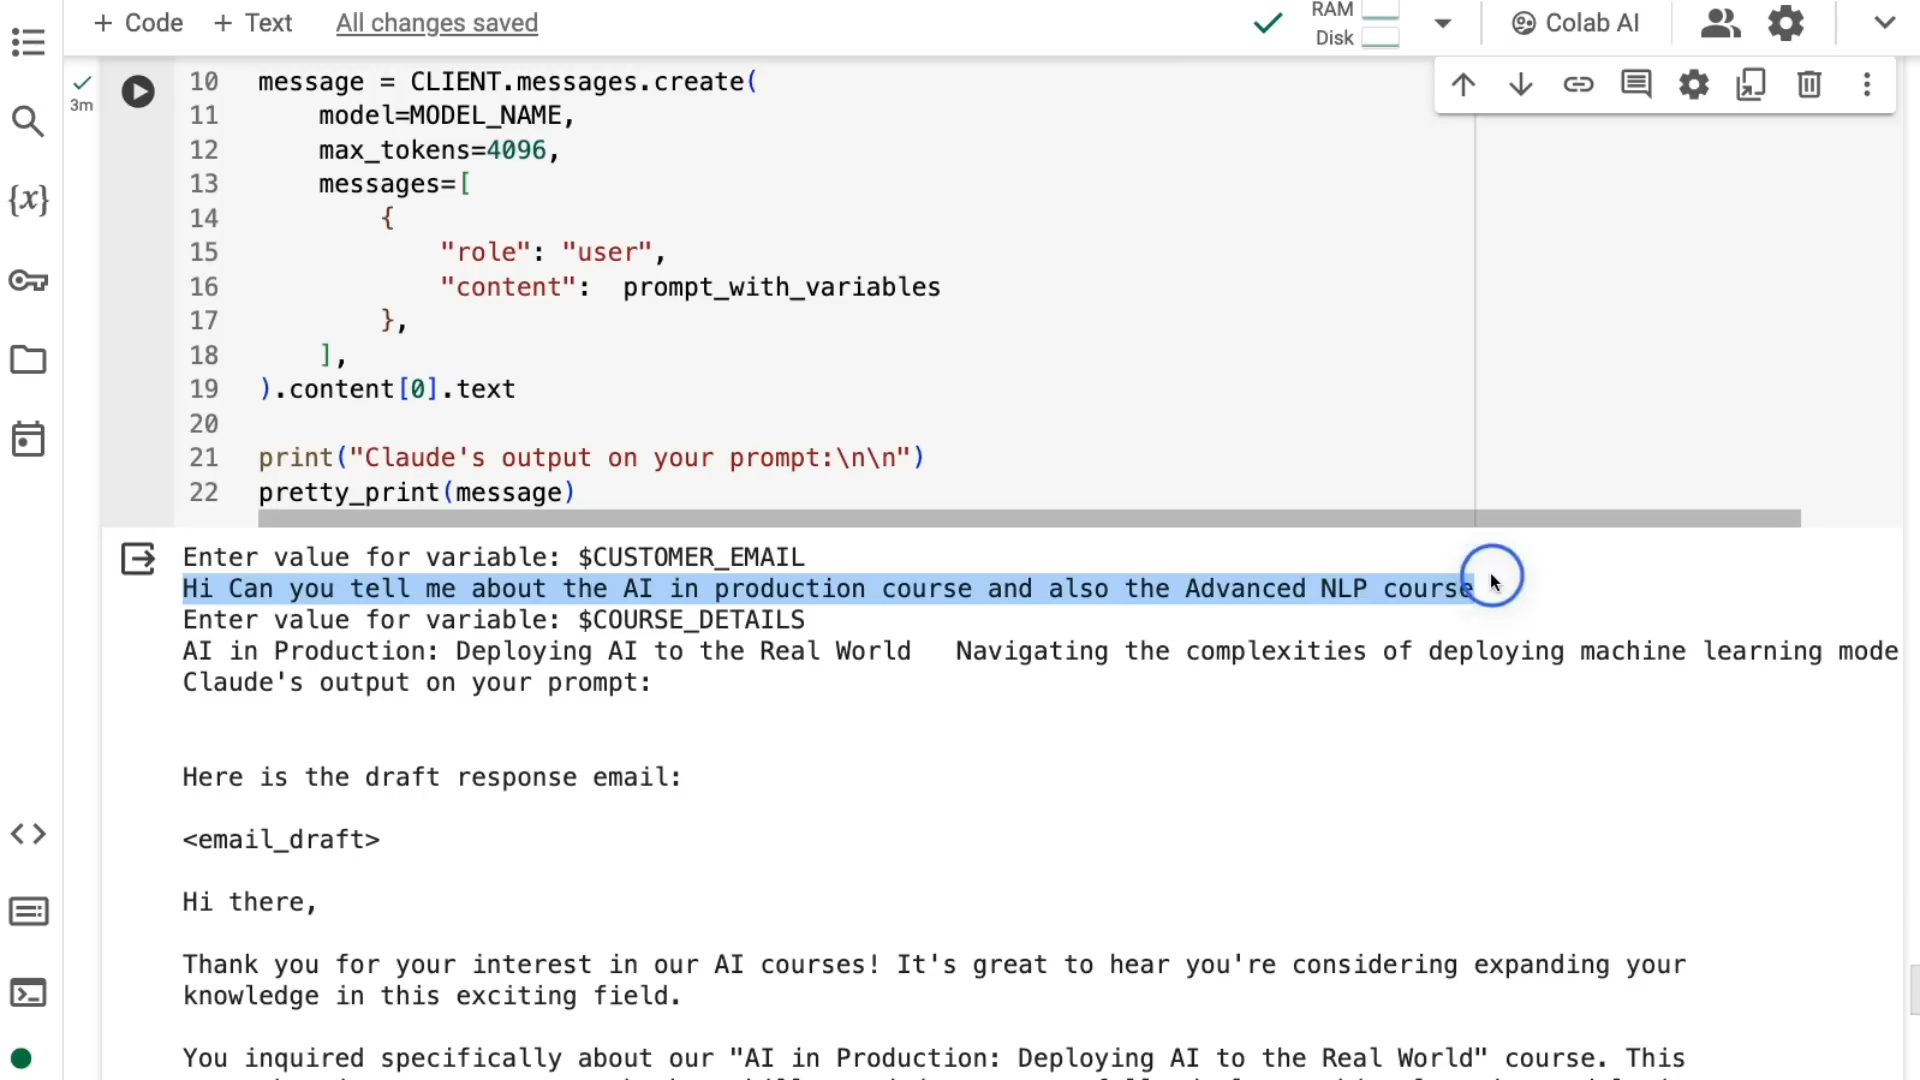 + Code + Text All changes saved RAM Disk Colab AI
3m
10 message = CLIENT.messages.create(
11 model=MODEL_NAME,
12 max_tokens=4096,
13 messages=[
14 {
15 "role": "user",
16 "content":  prompt_with_variables
17 },
18 ],
19 ).content[0].text
20
21 print("Claude's output on your prompt:\n\n")
22 pretty_print(message)
{x}
Enter value for variable: $CUSTOMER_EMAIL
Hi Can you tell me about the AI in production course and also the Advanced NLP course
Enter value for variable: $COURSE_DETAILS
AI in Production: Deploying AI to the Real World   Navigating the complexities of deploying machine learning mode
Claude's output on your prompt:
Here is the draft response email:
<email_draft>
Hi there,
Thank you for your interest in our AI courses! It's great to hear you're considering expanding your
knowledge in this exciting field.
You inquired specifically about our "AI in Production: Deploying AI to the Real World" course. This